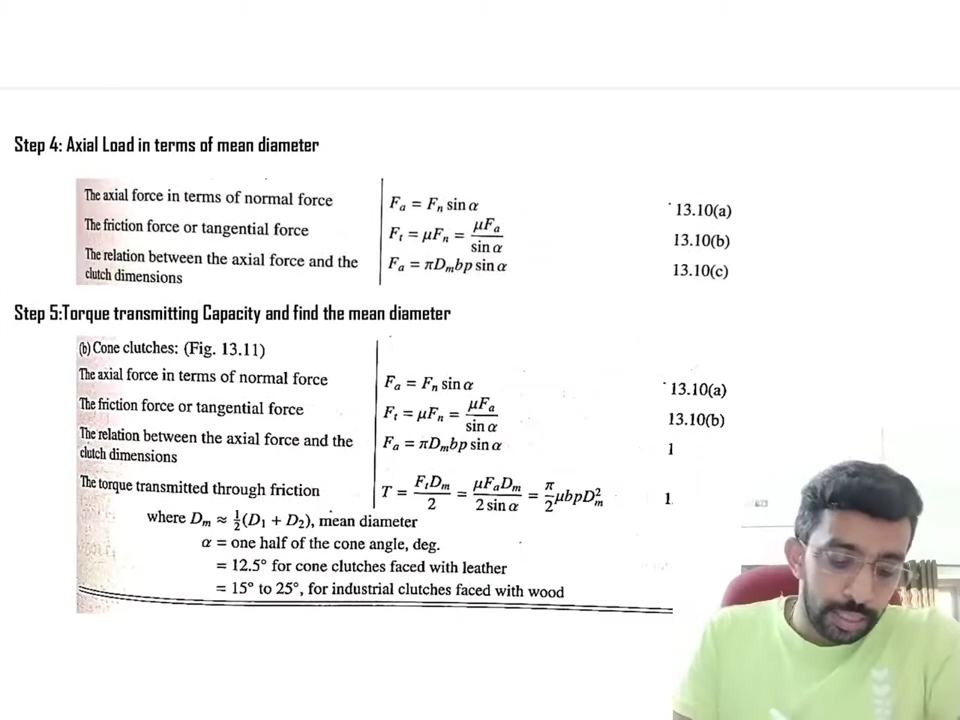 Step 4: Axial Load in terms of mean diameter
The axial force in terms of normal force Fₐ = Fₙ sin α 13.10(a)
The friction force or tangential force Fₜ = μFₙ = μFₐ / sin α 13.10(b)
The relation between the axial force and the Fₐ = πDₘbp sin α 13.10(c)
clutch dimensions
Step 5:Torque transmitting Capacity and find the mean diameter
(b) Cone clutches: (Fig. 13.11)
The axial force in terms of normal force Fₐ = Fₙ sin α 13.10(a)
The friction force or tangential force Fₜ = μFₙ = μFₐ / sin α 13.10(b)
The relation between the axial force and the Fₐ = πDₘbp sin α 1
clutch dimensions
The torque transmitted through friction T = FₜDₘ / 2 = μFₐDₘ / 2 sin α = π/2 μbpDₘ² 1
where Dₘ ≈ ½(D₁ + D₂), mean diameter
α = one half of the cone angle, deg.
= 12.5° for cone clutches faced with leather
= 15° to 25°, for industrial clutches faced with wood